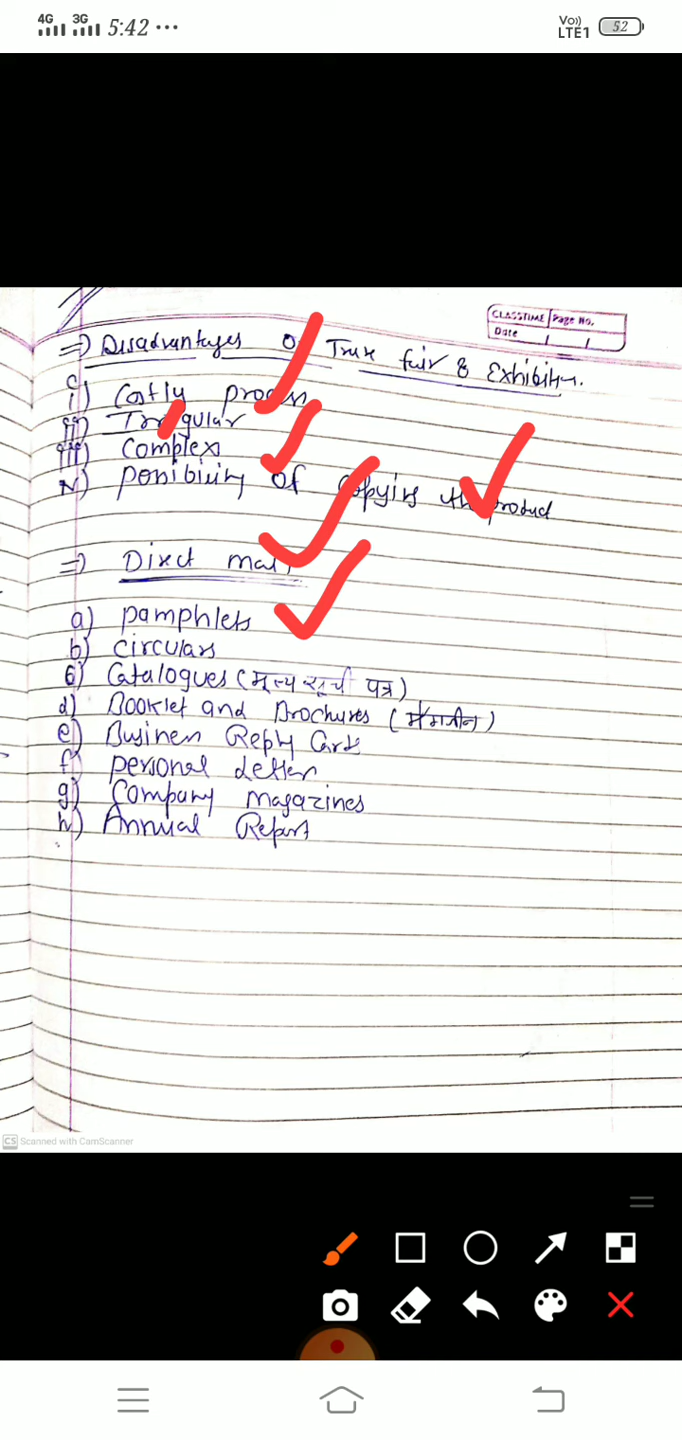 4G 3G 5:42 ...
Vo)) LTE1 52
CLASSTIME Page No.
Date / /
=> Disadvantages of Trade fair & Exhibition.
i) Costly process
ii) Irregular
iii) Complex
iv) possibility of copying the product
=> Direct mail
a) pamphlets
b) circulars
c) Catalogues (मूल्य सूची पत्र)
d) Booklet and Brochures (मैगजीन)
e) Business Reply Cards
f) personal letter
g) Company magazines
h) Annual Report
CS Scanned with CamScanner